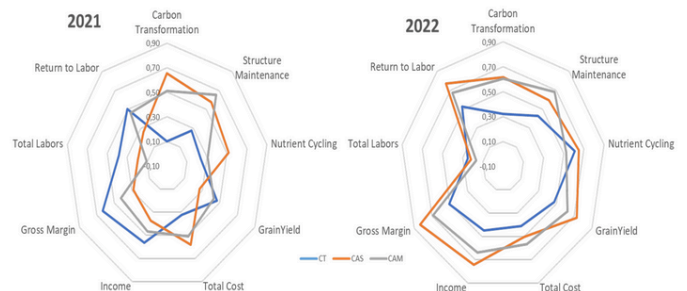 2021
Carbon
Transformation
0,90
0,70
0,50
0,30
0,10
-0,10
Structure
Maintenance
Nutrient Cycling
GrainYield
Total Cost
Income
Gross Margin
Total Labors
Return to Labor
2022
Carbon
Transformation
0,90
0,70
0,50
0,30
0,10
-0,10
Structure
Maintenance
Nutrient Cycling
GrainYield
Total Cost
Income
Gross Margin
Total Labors
Return to Labor
CT
CAS
CAM